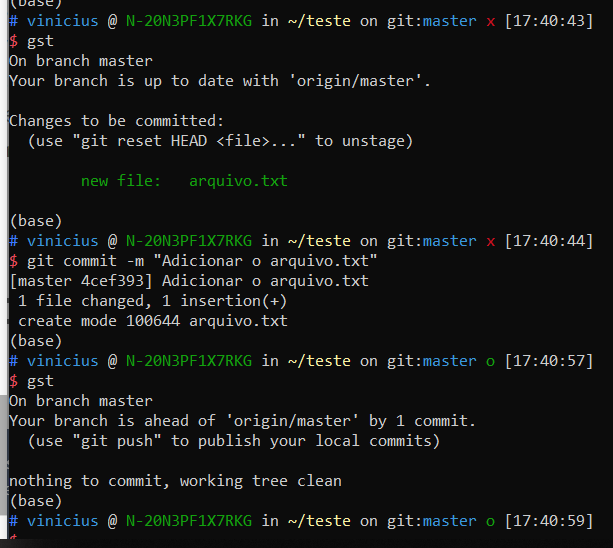 (base)
# vinicius @ N-20N3PF1X7RKG in ~/teste on git:master x [17:40:43]
$ gst
On branch master
Your branch is up to date with 'origin/master'.
Changes to be committed:
(use "git reset HEAD <file>..." to unstage)
new file: arquivo.txt
(base)
# vinicius @ N-20N3PF1X7RKG in ~/teste on git:master x [17:40:44]
$ git commit -m "Adicionar o arquivo.txt"
[master 4cef393] Adicionar o arquivo.txt
1 file changed, 1 insertion(+)
create mode 100644 arquivo.txt
(base)
# vinicius @ N-20N3PF1X7RKG in ~/teste on git:master o [17:40:57]
$ gst
On branch master
Your branch is ahead of 'origin/master' by 1 commit.
(use "git push" to publish your local commits)
nothing to commit, working tree clean
(base)
# vinicius @ N-20N3PF1X7RKG in ~/teste on git:master o [17:40:59]
$